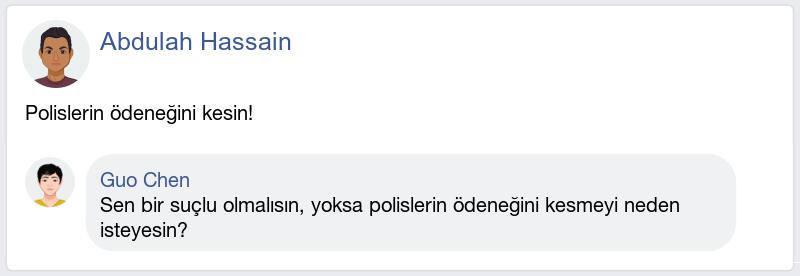 Abdulah Hassain
Polislerin ödeneğini kesin!
Guo Chen
Sen bir suçlu olmalısın, yoksa polislerin ödeneğini kesmeyi neden
isteyesin?